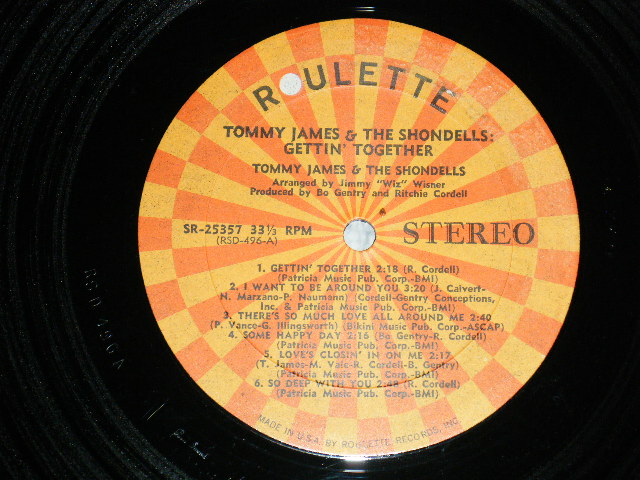 ROULETTE
TOMMY JAMES & THE SHONDELLS:
GETTIN' TOGETHER
TOMMY JAMES & THE SHONDELLS
Arranged by Jimmy "Wiz" Wisner
Produced by Bo Gentry and Ritchie Cordell
SR-25357 33⅓ RPM
(RSD-496-A)
STEREO
1. GETTIN' TOGETHER 2:18 (R. Cordell)
(Patricia Music Pub. Corp.-BMI)
2. I WANT TO BE AROUND YOU 3:20 (J. Calvert-
N. Marzano-P. Naumann) (Cordell-Gentry Conceptions,
Inc. & Patricia Music Pub. Corp.-BMI)
3. THERE'S SO MUCH LOVE ALL AROUND ME 2:40
(P. Vance-G. Illingsworth) (Bikini Music Pub. Corp.-ASCAP)
4. SOME HAPPY DAY 2:16 (Bo Gentry-R. Cordell)
(Patricia Music Pub. Corp.-BMI)
5. LOVE'S CLOSIN' IN ON ME 2:17
(T. James-M. Vale-R. Cordell-B. Gentry)
(Patricia Music Pub. Corp.-BMI)
6. SO DEEP WITH YOU 2:48 (R. Cordell)
(Patricia Music Pub. Corp.-BMI)
MADE IN U.S.A. BY ROULETTE RECORDS, INC.